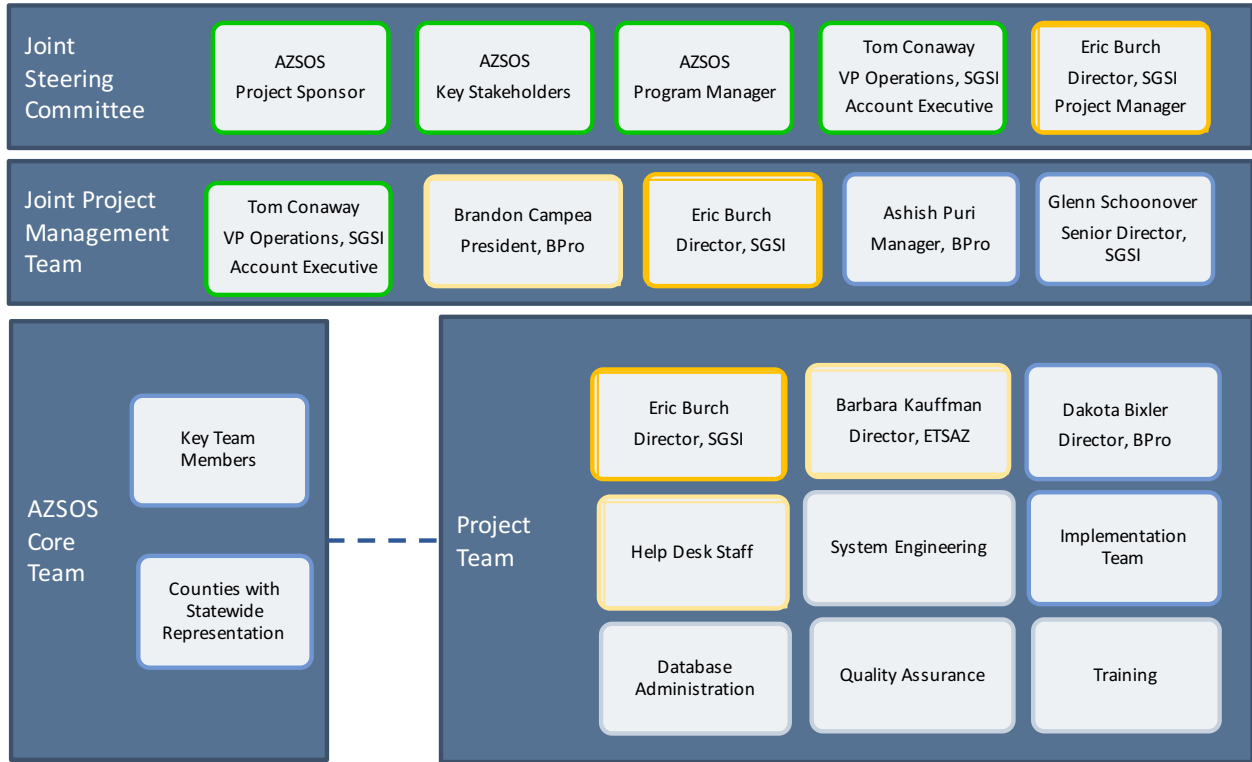 Joint
Steering
Committee
AZSOS
Project Sponsor
AZSOS
Key Stakeholders
AZSOS
Program Manager
Tom Conaway
VP Operations, SGSI
Account Executive
Eric Burch
Director, SGSI
Project Manager
Joint Project
Management
Team
Tom Conaway
VP Operations, SGSI
Account Executive
Brandon Campea
President, BPro
Eric Burch
Director, SGSI
Ashish Puri
Manager, BPro
Glenn Schoonover
Senior Director,
SGSI
AZSOS
Core
Team
Key Team
Members
Counties with
Statewide
Representation
Project
Team
Eric Burch
Director, SGSI
Barbara Kauffman
Director, ETSAZ
Dakota Bixler
Director, BPro
Help Desk Staff
System Engineering
Implementation
Team
Database
Administration
Quality Assurance
Training